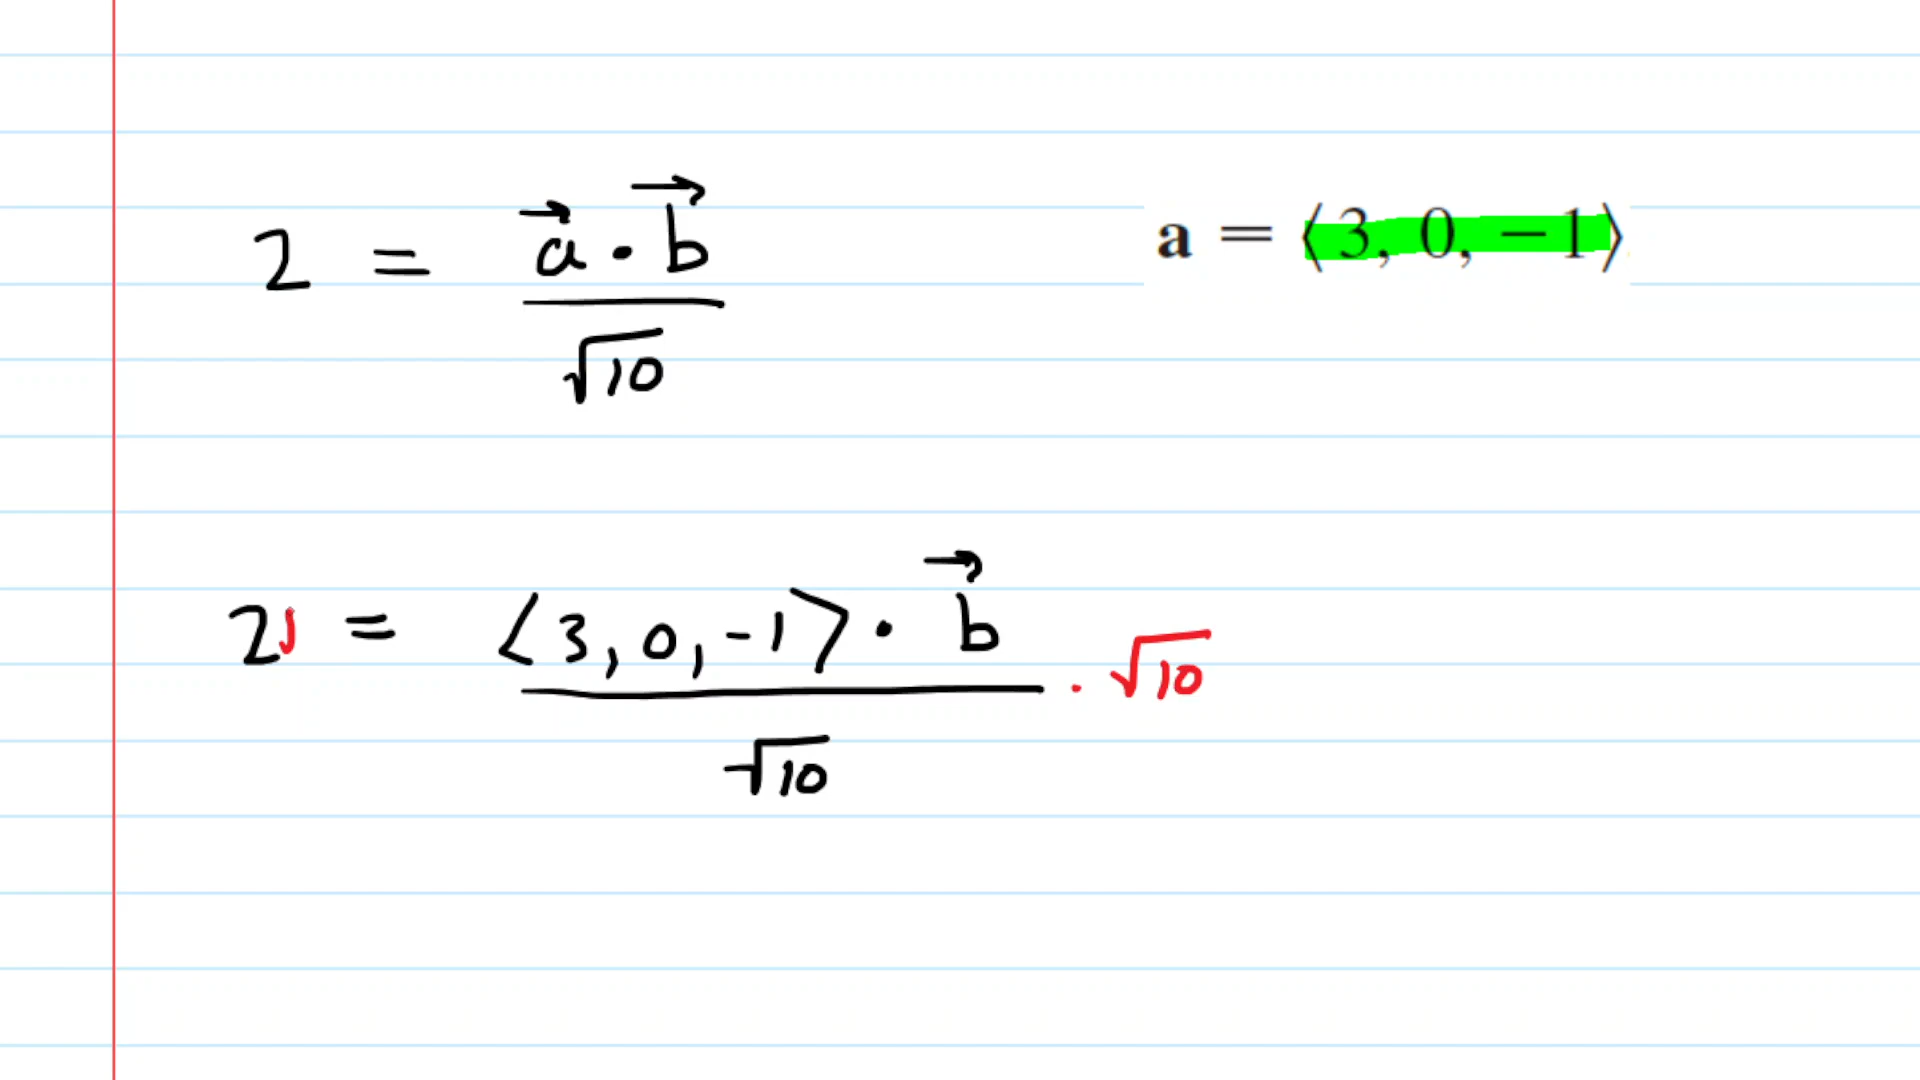 2 = a⃗ · b⃗ / √10
a = ⟨3, 0, −1⟩
2√ = ⟨3, 0, -1⟩ · b⃗ / √10 · √10